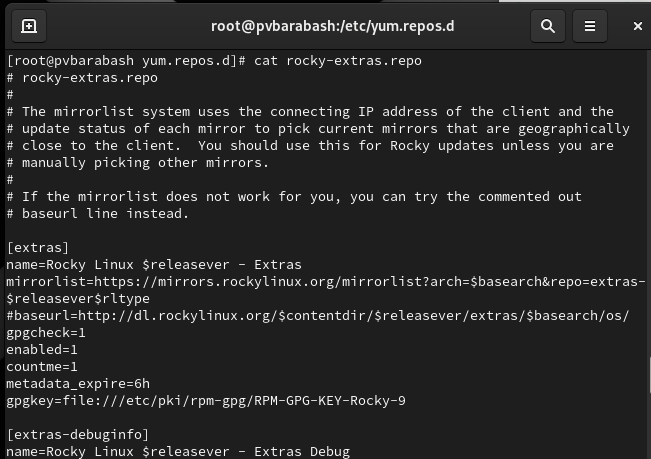 root@pvbarabash:/etc/yum.repos.d
[root@pvbarabash yum.repos.d]# cat rocky-extras.repo
# rocky-extras.repo
#
# The mirrorlist system uses the connecting IP address of the client and the
# update status of each mirror to pick current mirrors that are geographically
# close to the client.  You should use this for Rocky updates unless you are
# manually picking other mirrors.
#
# If the mirrorlist does not work for you, you can try the commented out
# baseurl line instead.

[extras]
name=Rocky Linux $releasever - Extras
mirrorlist=https://mirrors.rockylinux.org/mirrorlist?arch=$basearch&repo=extras-
$releasever$rltype
#baseurl=http://dl.rockylinux.org/$contentdir/$releasever/extras/$basearch/os/
gpgcheck=1
enabled=1
countme=1
metadata_expire=6h
gpgkey=file:///etc/pki/rpm-gpg/RPM-GPG-KEY-Rocky-9

[extras-debuginfo]
name=Rocky Linux $releasever - Extras Debug